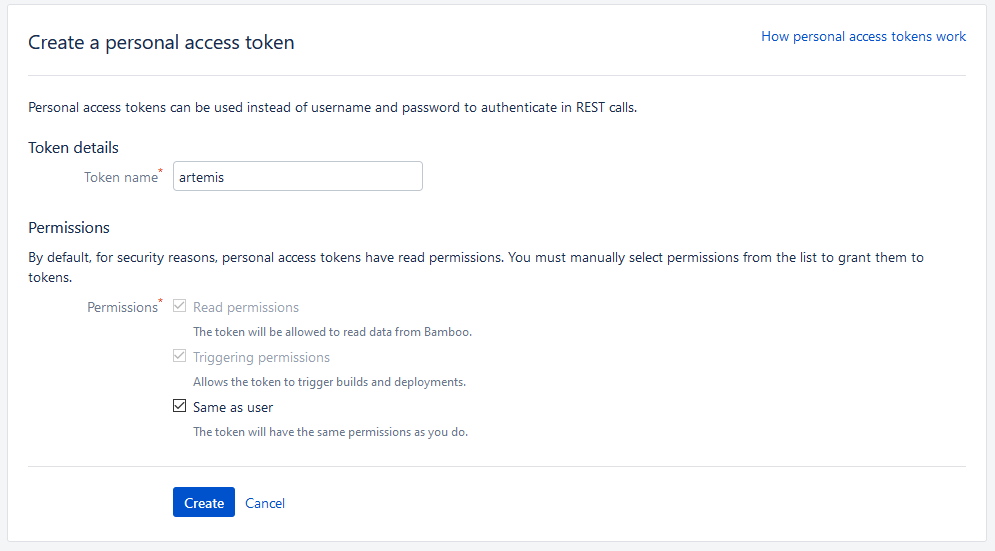 Create a personal access token
How personal access tokens work
Personal access tokens can be used instead of username and password to authenticate in REST calls.
Token details
Token name*
artemis
Permissions
By default, for security reasons, personal access tokens have read permissions. You must manually select permissions from the list to grant them to
tokens.
Permissions*
Read permissions
The token will be allowed to read data from Bamboo.
Triggering permissions
Allows the token to trigger builds and deployments.
Same as user
The token will have the same permissions as you do.
Create
Cancel